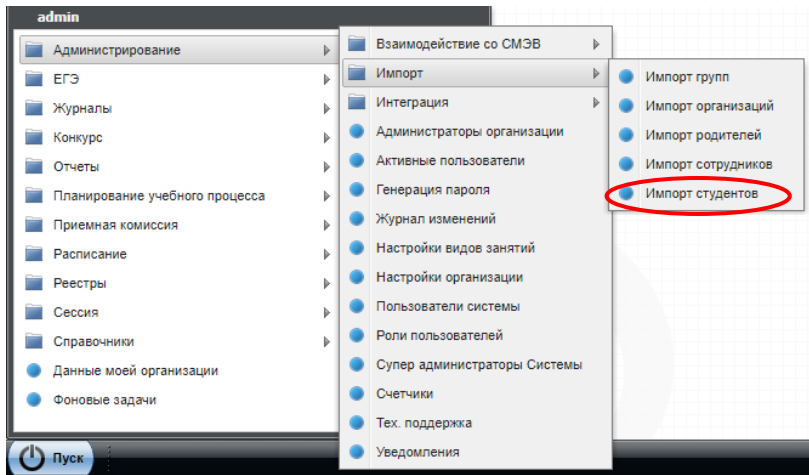 admin
Администрирование
ЕГЭ
Журналы
Конкурс
Отчеты
Планирование учебного процесса
Приемная комиссия
Расписание
Реестры
Сессия
Справочники
Данные моей организации
Фоновые задачи
Пуск
Взаимодействие со СМЭВ
Импорт
Интеграция
Администраторы организации
Активные пользователи
Генерация пароля
Журнал изменений
Настройки видов занятий
Настройки организации
Пользователи системы
Роли пользователей
Супер администраторы Системы
Счетчики
Тех. поддержка
Уведомления
Импорт групп
Импорт организаций
Импорт родителей
Импорт сотрудников
Импорт студентов